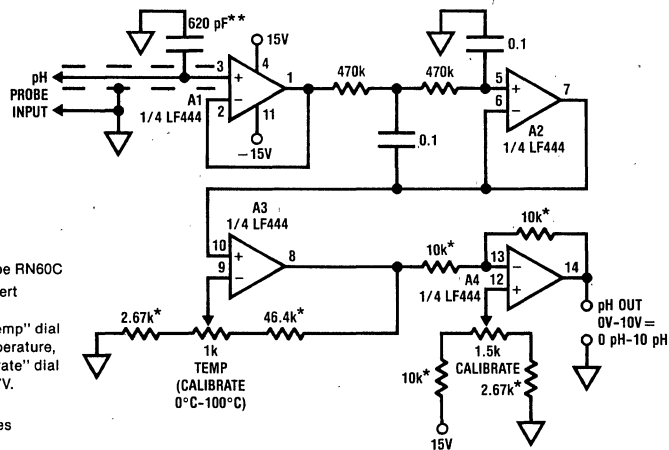 620 pF**
15V
4
3
pH
PROBE
INPUT
+
1
A1
1/4 LF444
−
2
11
−15V
470k
470k
0.1
0.1
5
+
7
6
−
A2
1/4 LF444
A3
1/4 LF444
10
+
8
9
−
2.67k*
46.4k*
1k
TEMP
(CALIBRATE
0°C-100°C)
10k*
10k*
13
−
14
A4
1/4 LF444
12
+
pH OUT
0V-10V =
0 pH-10 pH
1.5k
CALIBRATE
10k*
2.67k*
15V
pe RN60C
ert
emp" dial
perature,
rate" dial
7V.
es